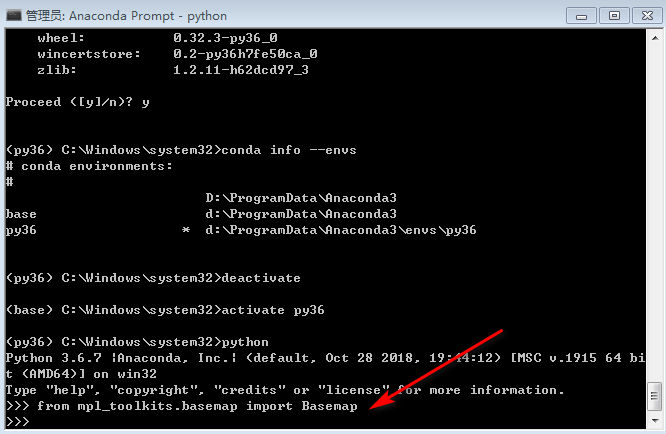 管理员: Anaconda Prompt - python
wheel: 0.32.3-py36_0
wincertstore: 0.2-py36h7fe50ca_0
zlib: 1.2.11-h62dcd97_3
Proceed ([y]/n)? y
(py36) C:\Windows\system32>conda info --envs
# conda environments:
#
D:\ProgramData\Anaconda3
base d:\ProgramData\Anaconda3
py36 * d:\ProgramData\Anaconda3\envs\py36
(py36) C:\Windows\system32>deactivate
(base) C:\Windows\system32>activate py36
(py36) C:\Windows\system32>python
Python 3.6.7 |Anaconda, Inc.| (default, Oct 28 2018, 19:44:12) [MSC v.1915 64 bi
t (AMD64)] on win32
Type "help", "copyright", "credits" or "license" for more information.
>>> from mpl_toolkits.basemap import Basemap
>>>